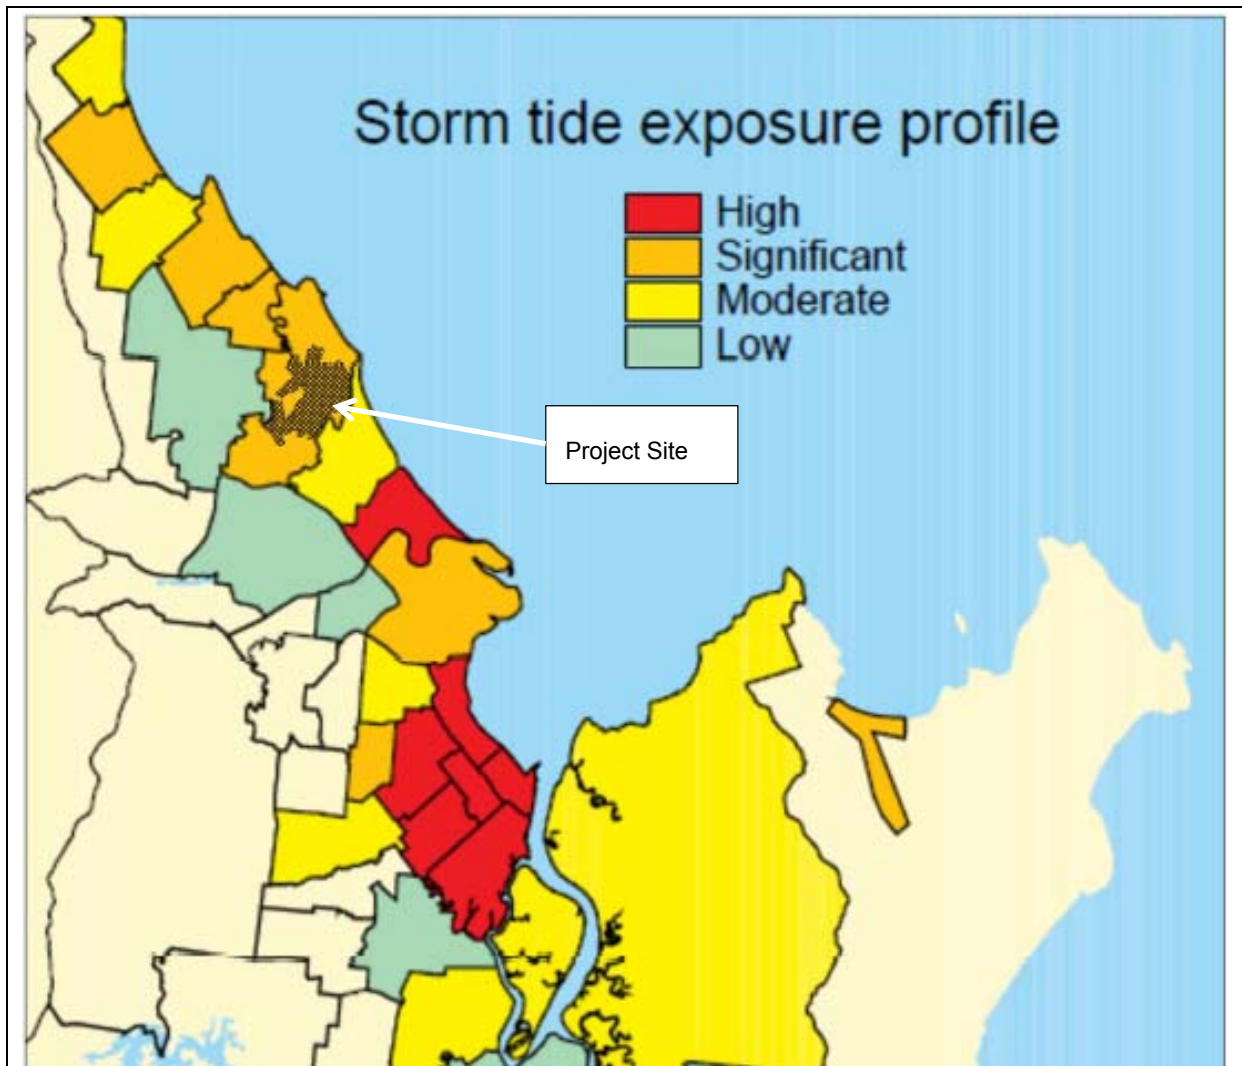 Storm tide exposure profile
High
Significant
Moderate
Low
Project Site